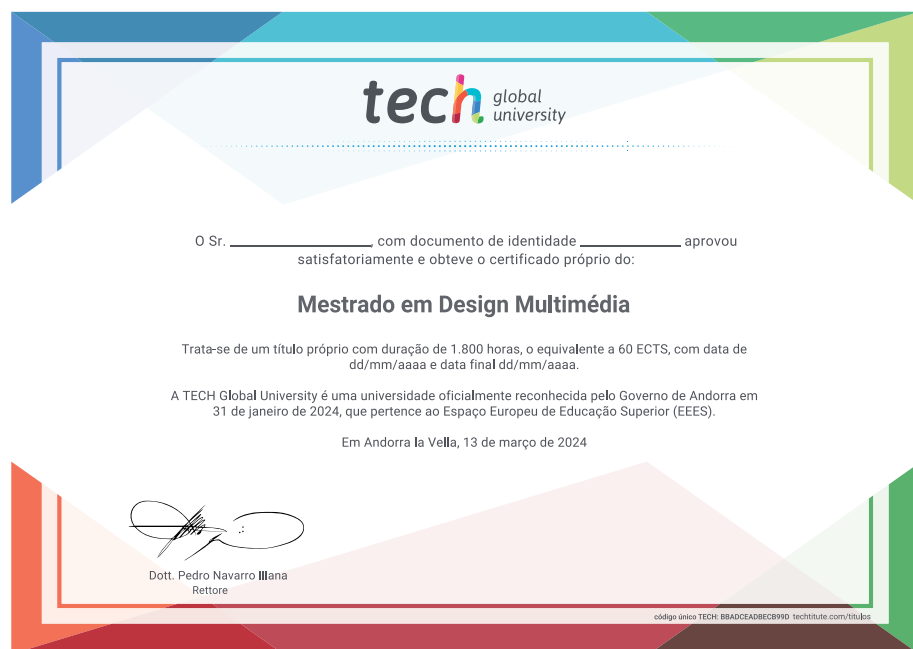 tech global
university
O Sr. ____________, com documento de identidade ____________ aprovou
satisfatoriamente e obteve o certificado próprio do:
Mestrado em Design Multimédia
Trata-se de um título próprio com duração de 1.800 horas, o equivalente a 60 ECTS, com data de
dd/mm/aaaa e data final dd/mm/aaaa.
A TECH Global University é uma universidade oficialmente reconhecida pelo Governo de Andorra em
31 de janeiro de 2024, que pertence ao Espaço Europeu de Educação Superior (EEES).
Em Andorra la Vella, 13 de março de 2024
Dott. Pedro Navarro Illana
Rettore
código único TECH: BBADCEADBECB99D techtitute.com/titulos